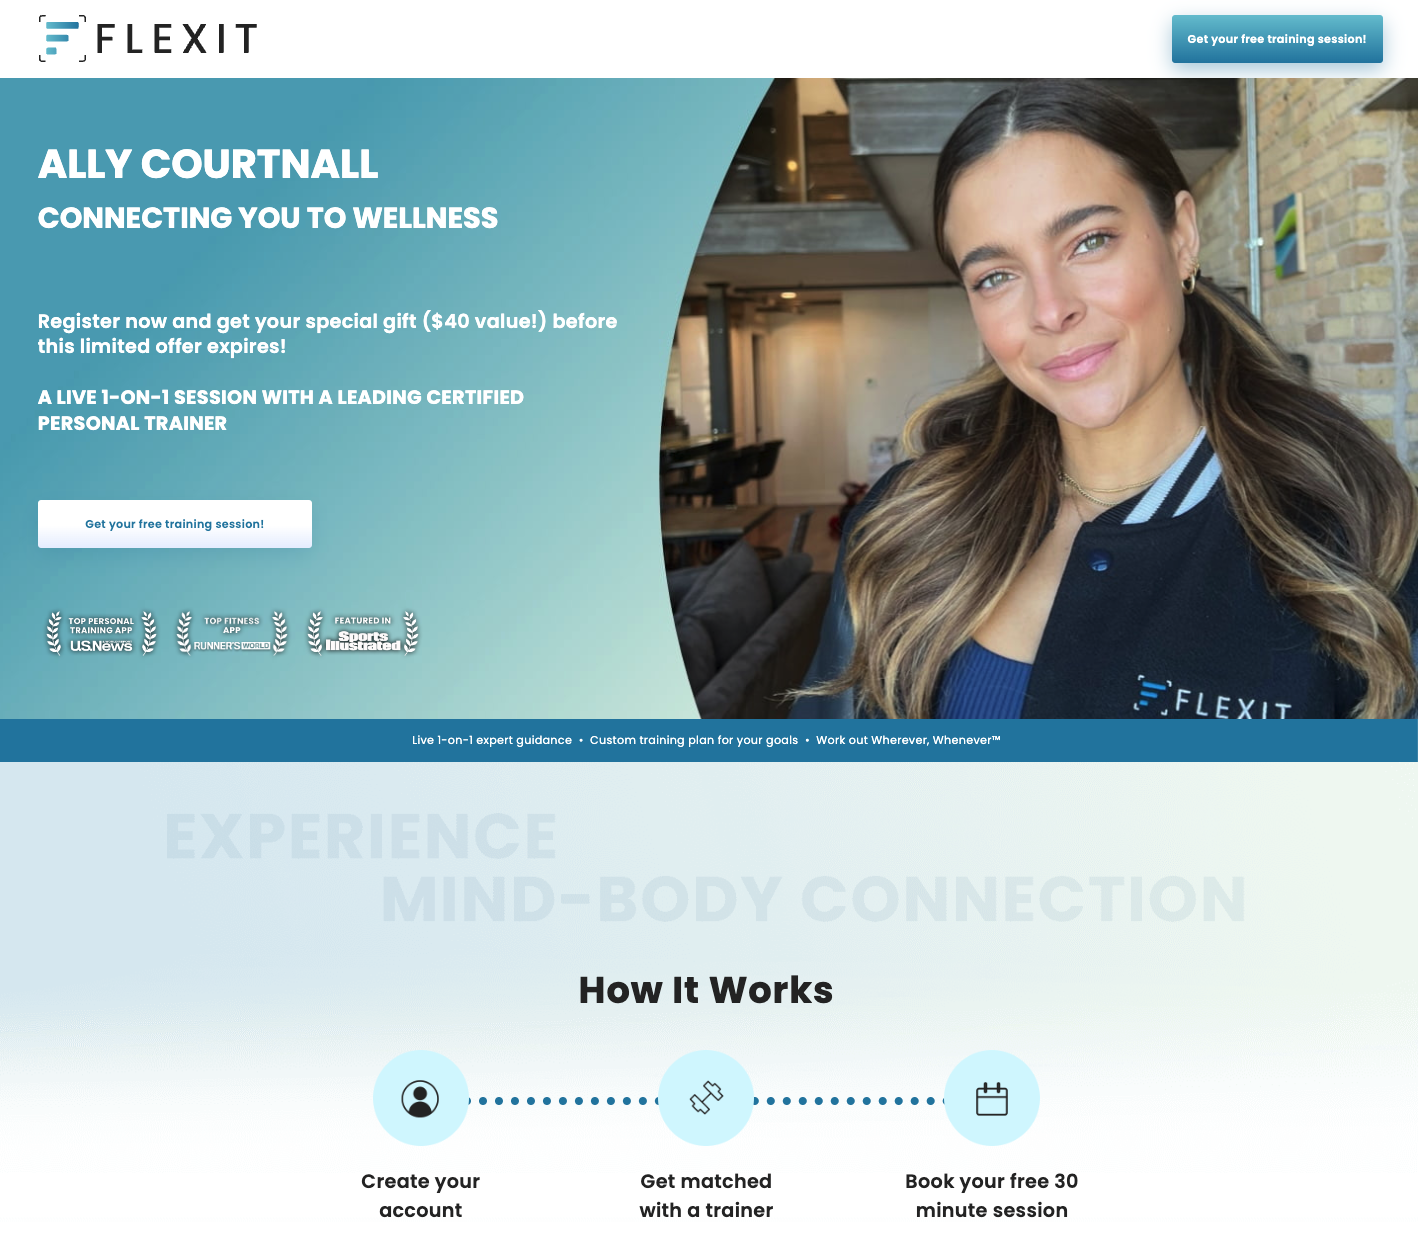 FLEXIT
Get your free training session!
ALLY COURTNALL
CONNECTING YOU TO WELLNESS
Register now and get your special gift ($40 value!) before
this limited offer expires!
A LIVE 1-ON-1 SESSION WITH A LEADING CERTIFIED
PERSONAL TRAINER
Get your free training session!
TOP PERSONAL
TRAINING APP
U.S.News
TOP FITNESS
APP
RUNNER'S WORLD
FEATURED IN
Sports
Illustrated
FLEXIT
Live 1-on-1 expert guidance • Custom training plan for your goals • Work out Wherever, Whenever™
EXPERIENCE
MIND-BODY CONNECTION
How It Works
Create your
account
Get matched
with a trainer
Book your free 30
minute session